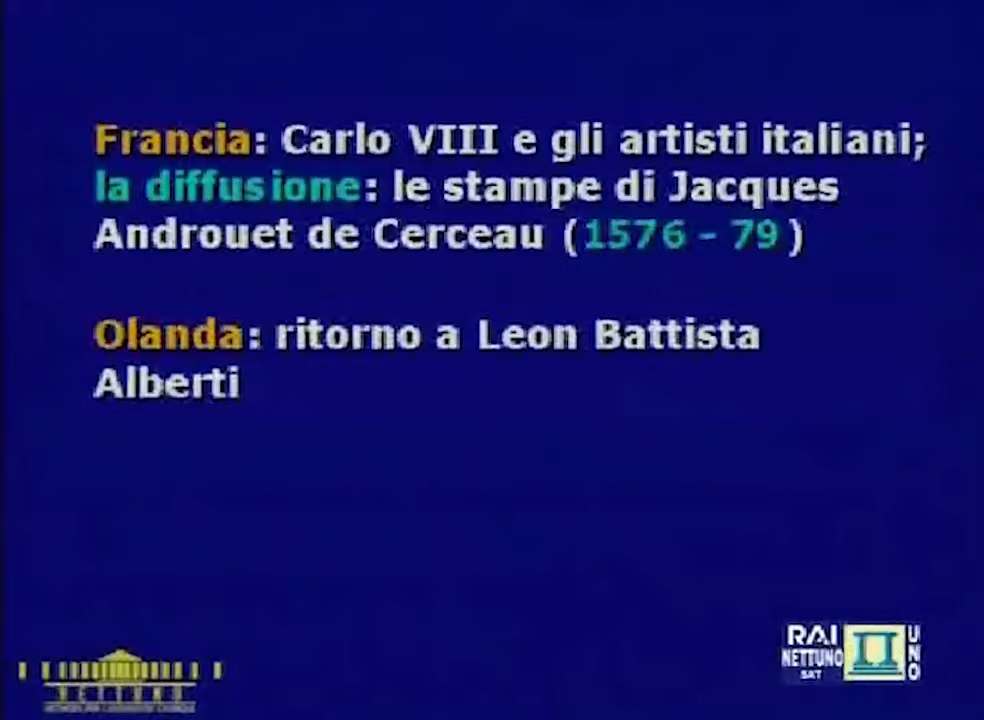 Francia: Carlo VIII e gli artisti italiani;
la diffusione: le stampe di Jacques
Androuet de Cerceau (1576 - 79)
Olanda: ritorno a Leon Battista
Alberti
RAI
NETTUNO
SAT
UNO
NETTUNO